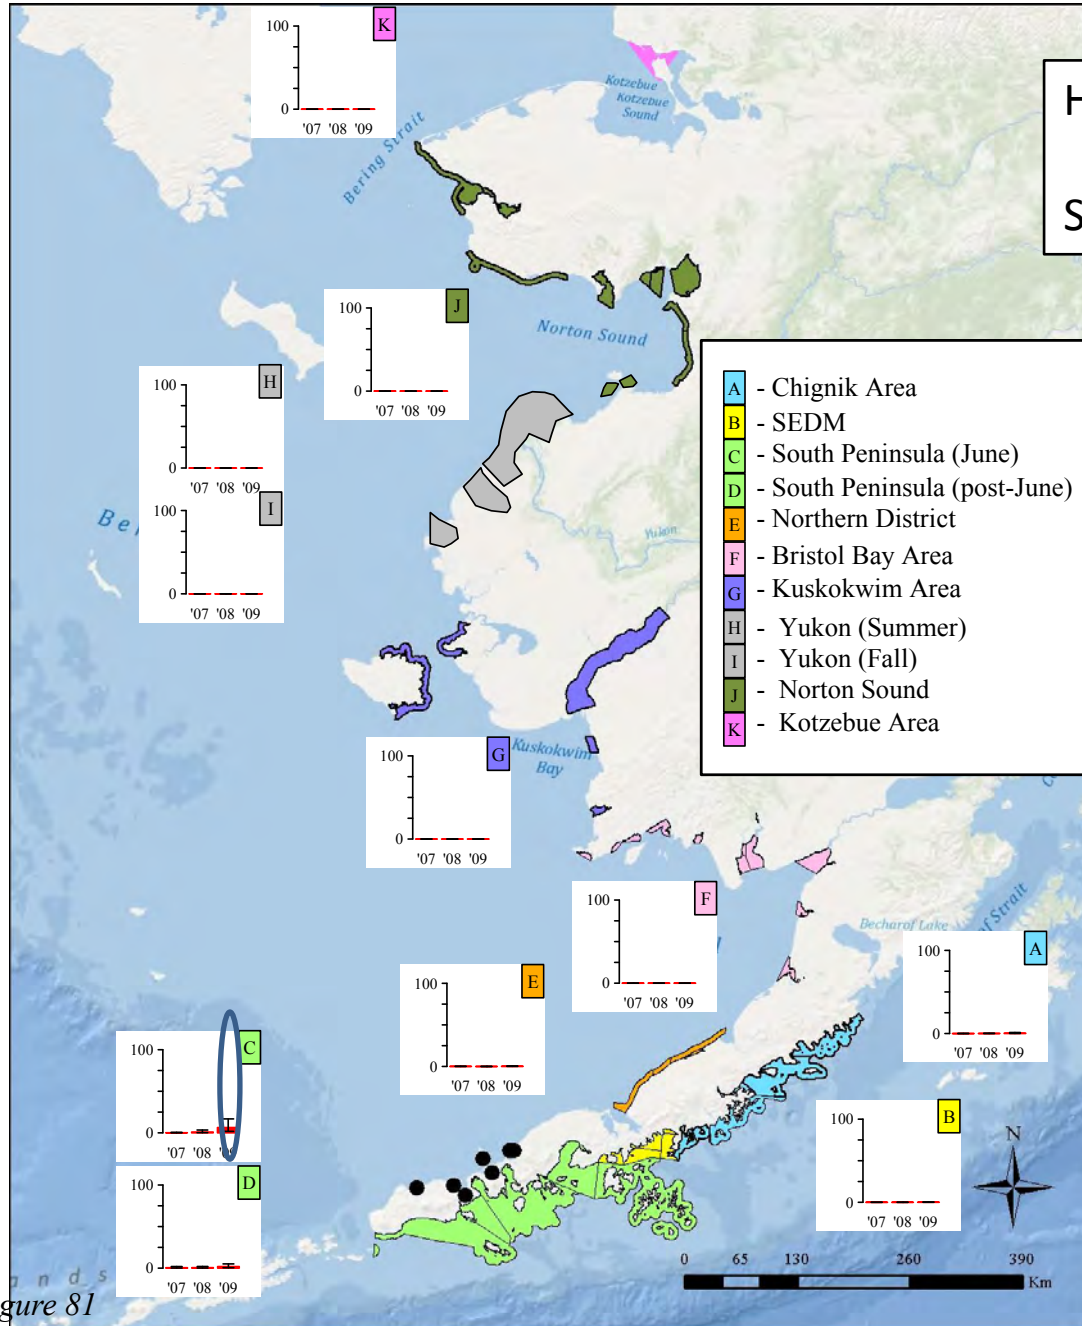 100
0
'07 '08 '09
K
Kotzebue
Kotzebue
Sound
H
S
Bering Strait
100
0
'07 '08 '09
J
Norton Sound
100
0
'07 '08 '09
H
100
0
'07 '08 '09
I
Yukon
A - Chignik Area
B - SEDM
C - South Peninsula (June)
D - South Peninsula (post-June)
E - Northern District
F - Bristol Bay Area
G - Kuskokwim Area
H - Yukon (Summer)
I - Yukon (Fall)
J - Norton Sound
K - Kotzebue Area
100
0
'07 '08 '09
G
Kuskokwim
Bay
100
0
'07 '08 '09
F
Becharof Lake
Strait
100
0
'07 '08 '09
A
100
0
'07 '08 '09
E
100
0
'07 '08 '09
C
100
0
'07 '08 '09
B
N
100
0
'07 '08 '09
D
0 65 130 260 390
Km
gure 81